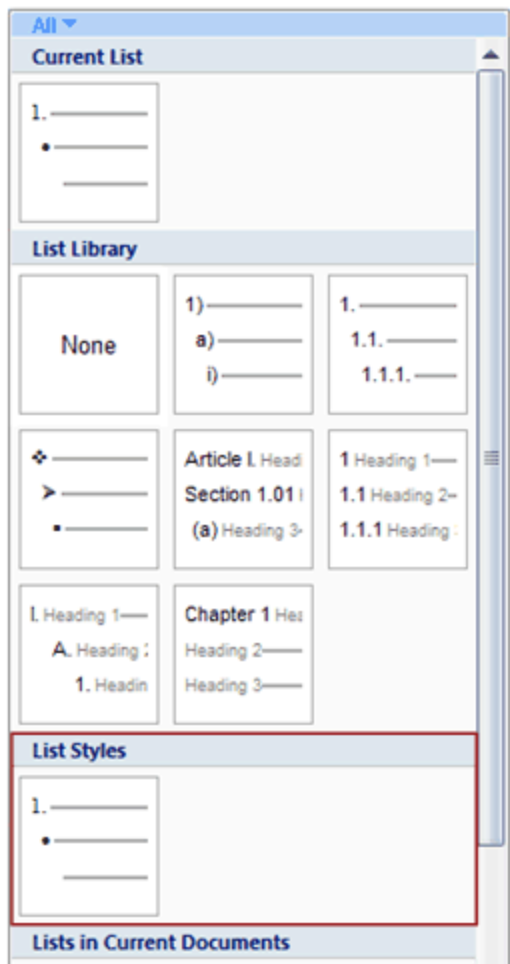 All
Current List
1.
List Library
None
1)
a)
i)
1.
1.1.
1.1.1.
Article I. Head
Section 1.01
(a) Heading 3
1 Heading 1
1.1 Heading 2
1.1.1 Heading
I. Heading 1
A. Heading
1. Headin
Chapter 1 Hea
Heading 2
Heading 3
List Styles
1.
Lists in Current Documents